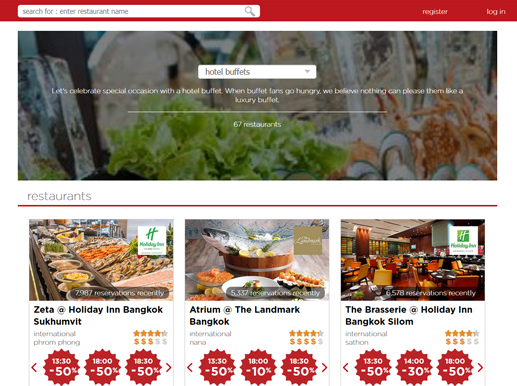 search for : enter restaurant name
register
log in
hotel buffets
Let's celebrate special occasion with a hotel buffet. When buffet fans go hungry, we believe nothing can please them like a
luxury buffet.
67 restaurants
restaurants
Holiday Inn
7,987 reservations recently
Zeta @ Holiday Inn Bangkok
Sukhumvit
international
phrom phong
$$$$$
13:30
-50%
18:00
-50%
18:30
-50%
Landmark
5,337 reservations recently
Atrium @ The Landmark
Bangkok
international
nana
$$$$$
13:30
-50%
18:00
-10%
18:30
-50%
Holiday Inn
6,578 reservations recently
The Brasserie @ Holiday Inn
Bangkok Silom
international
sathon
$$$$$
13:30
-50%
14:00
-30%
18:00
-50%